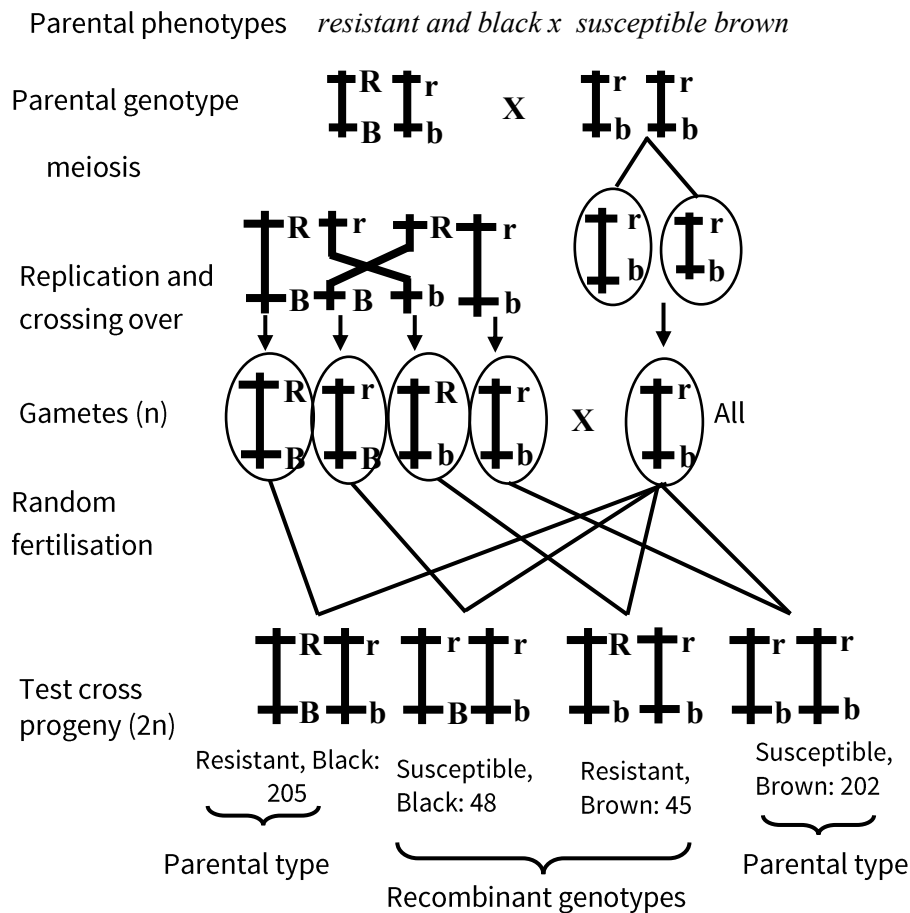 Parental phenotypes resistant and black x susceptible brown
Parental genotype
R r X r r
B b b b
meiosis
R r R r r r
Replication and
crossing over
B B b b b b
Gametes (n)
R r R r X r All
B B b b b
Random
fertilisation
R r r r R r r r
Test cross
progeny (2n)
B b B b b b b b
Resistant, Black:
205
Susceptible,
Black: 48
Resistant,
Brown: 45
Susceptible,
Brown: 202
Parental type
Recombinant genotypes
Parental type